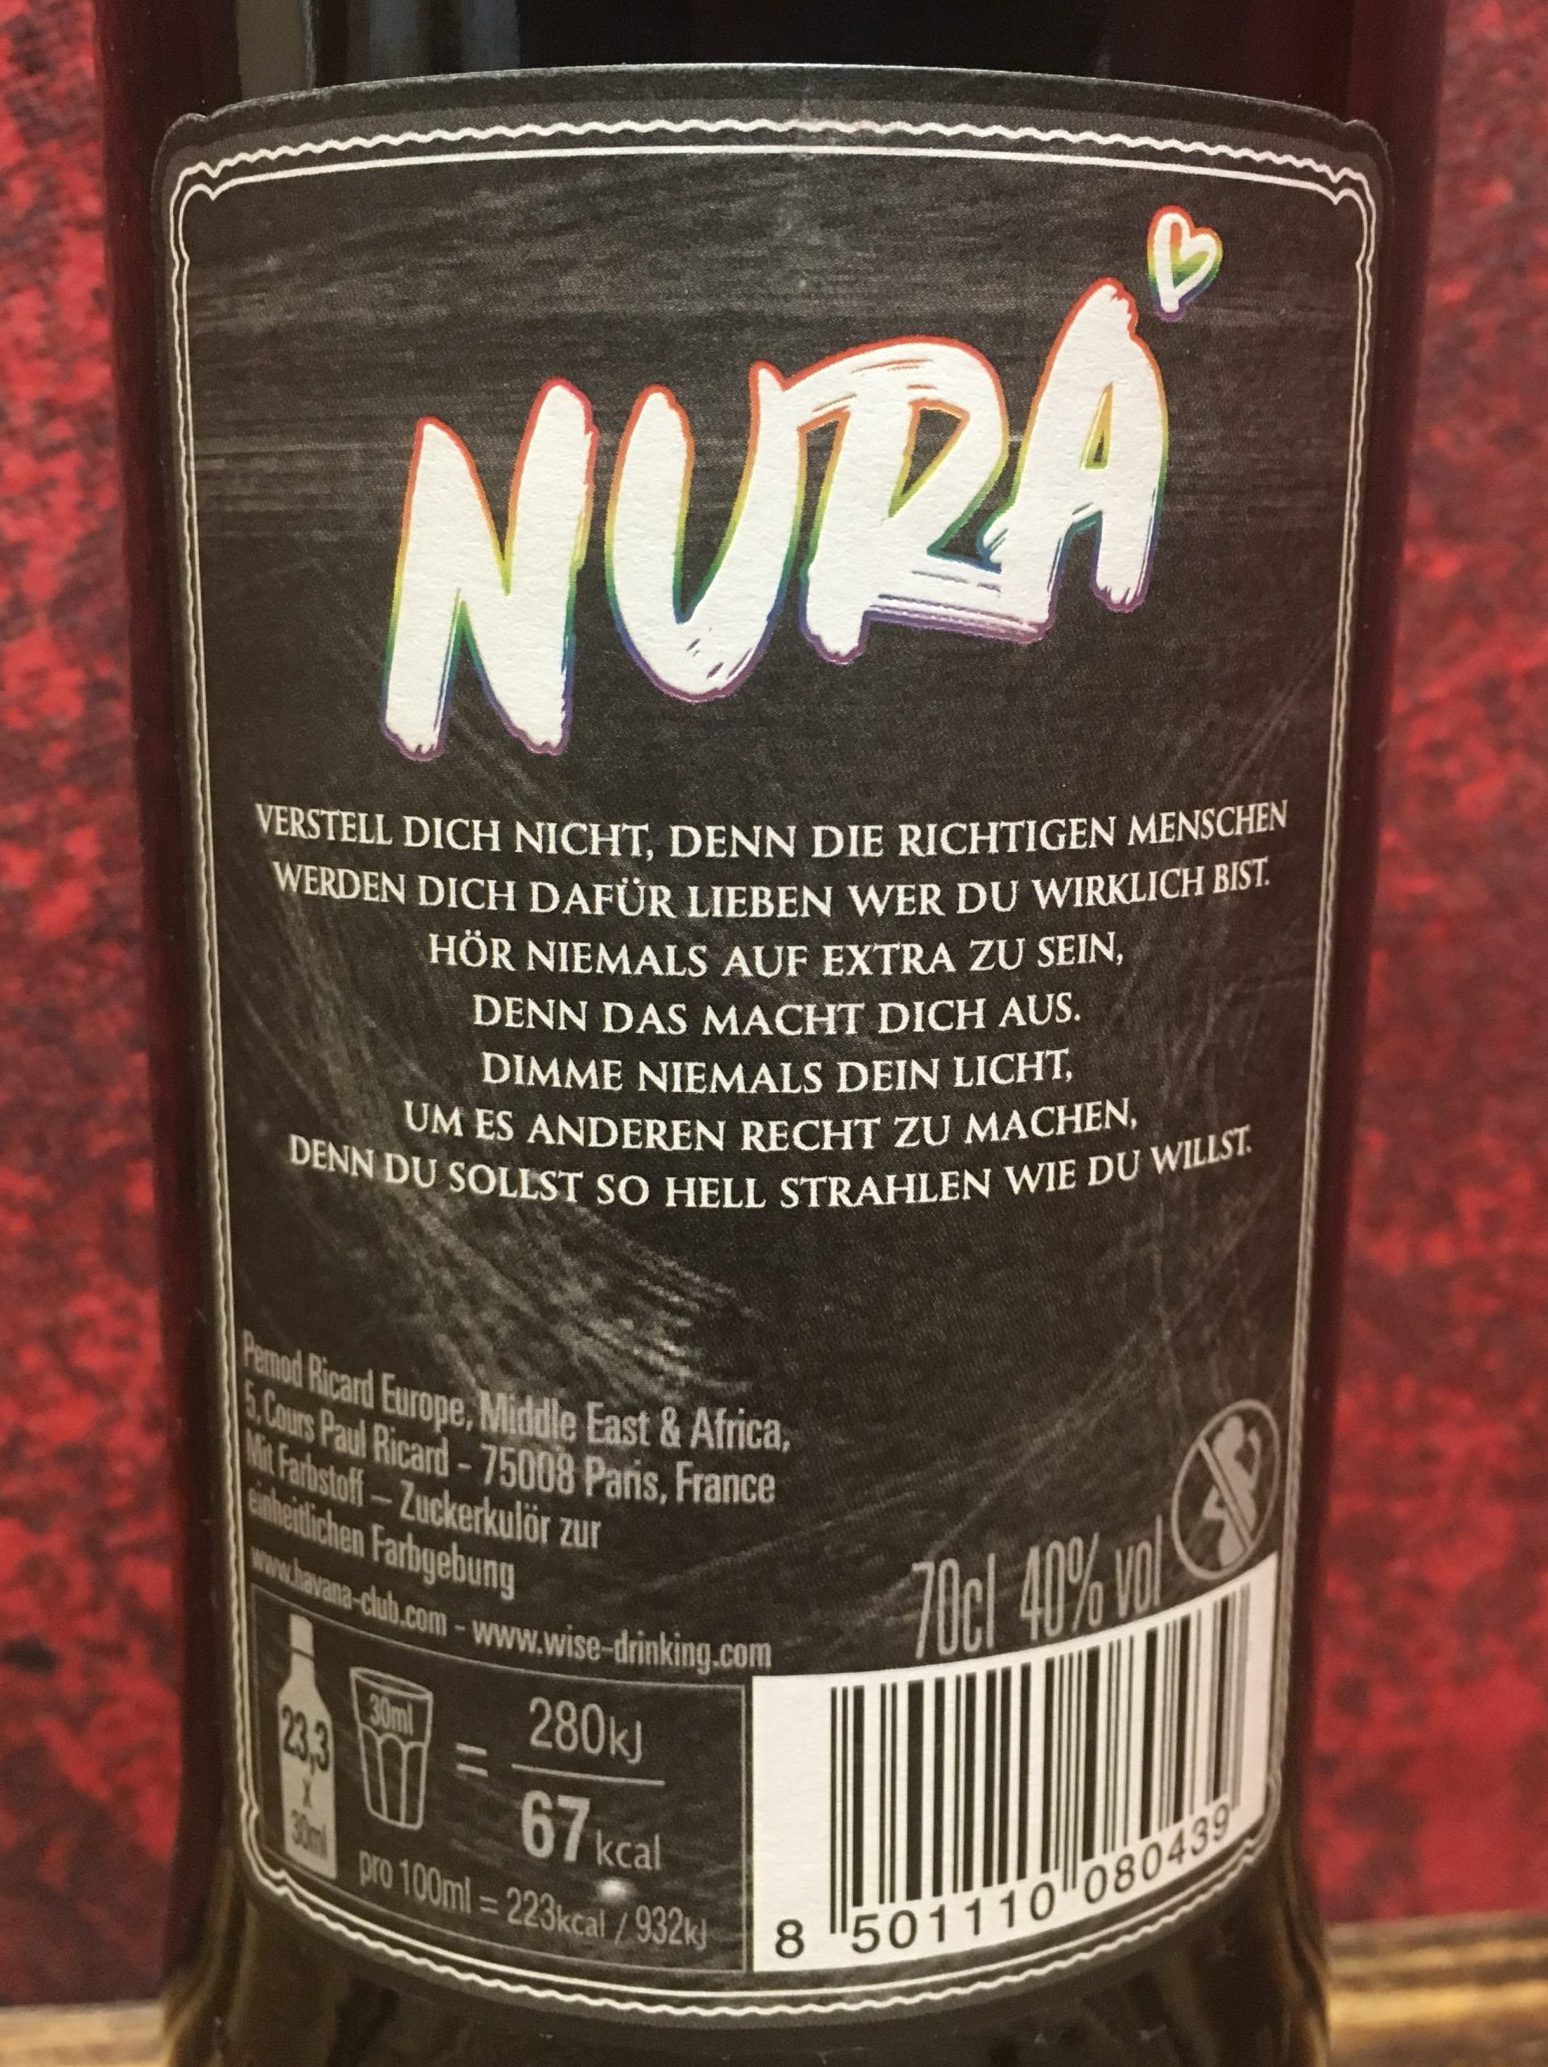 NURA
VERSTELL DICH NICHT, DENN DIE RICHTIGEN MENSCHEN
WERDEN DICH DAFÜR LIEBEN WER DU WIRKLICH BIST.
HÖR NIEMALS AUF EXTRA ZU SEIN,
DENN DAS MACHT DICH AUS.
DIMME NIEMALS DEIN LICHT,
UM ES ANDEREN RECHT ZU MACHEN,
DENN DU SOLLST SO HELL STRAHLEN WIE DU WILLST.
Pernod Ricard Europe, Middle East & Africa,
5, Cours Paul Ricard - 75008 Paris, France
Mit Farbstoff – Zuckerkulör zur
einheitlichen Farbgebung
www.havana-club.com - www.wise-drinking.com
70cl 40% vol
23,3
x
30ml
30ml
=
280kJ
67 kcal
pro 100ml = 223kcal / 932kJ
8 501110 080439